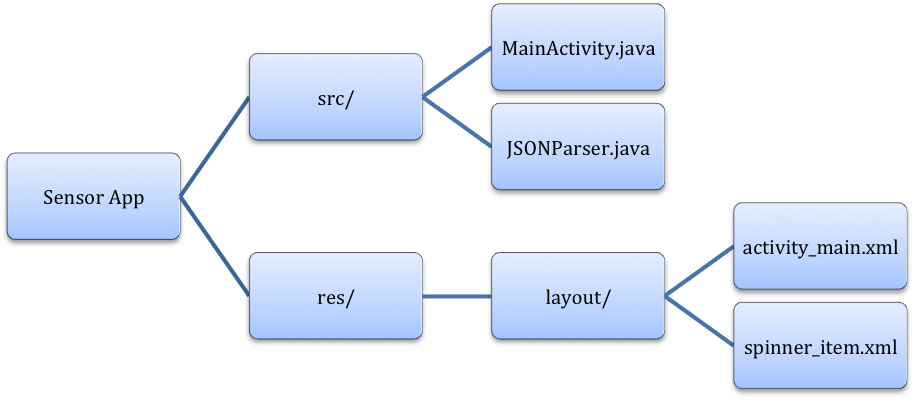 MainActivity.java
src/
JSONParser.java
Sensor App
activity_main.xml
res/
layout/
spinner_item.xml